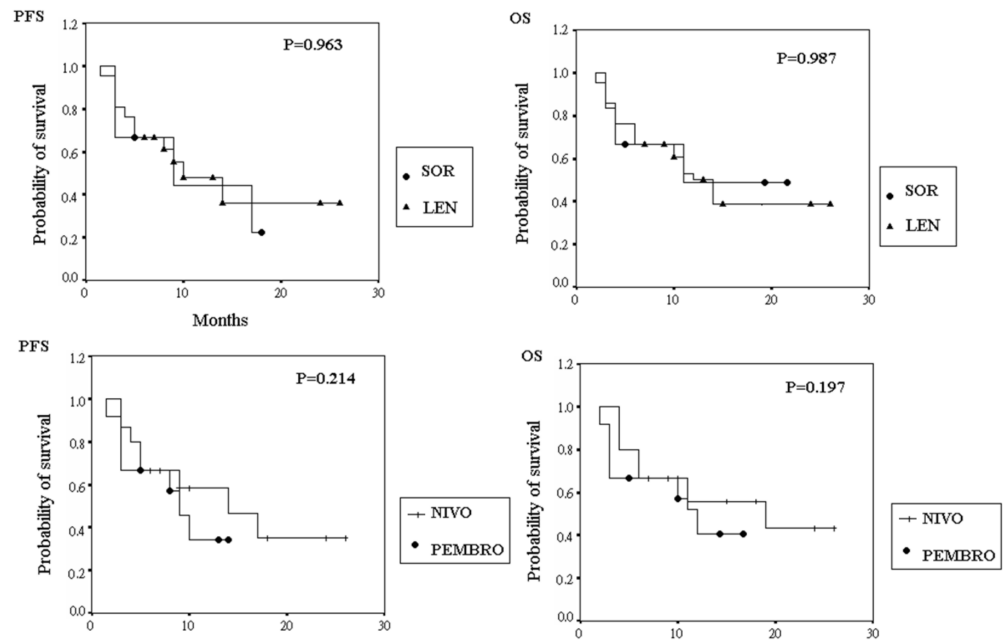 PFS
1.2
1.0
0.8
0.6
0.4
0.2
0.0
0 10 20 30
Probability of survival
Months
P=0.963
SOR
LEN
OS
1.2
1.0
0.8
0.6
0.4
0.2
0.0
0 10 20 30
Probability of survival
P=0.987
SOR
LEN
PFS
1.2
1.0
0.8
0.6
0.4
0.2
0.0
0 10 20 30
Probability of survival
P=0.214
NIVO
PEMBRO
OS
1.2
1.0
0.8
0.6
0.4
0.2
0.0
0 10 20 30
Probability of survival
P=0.197
NIVO
PEMBRO